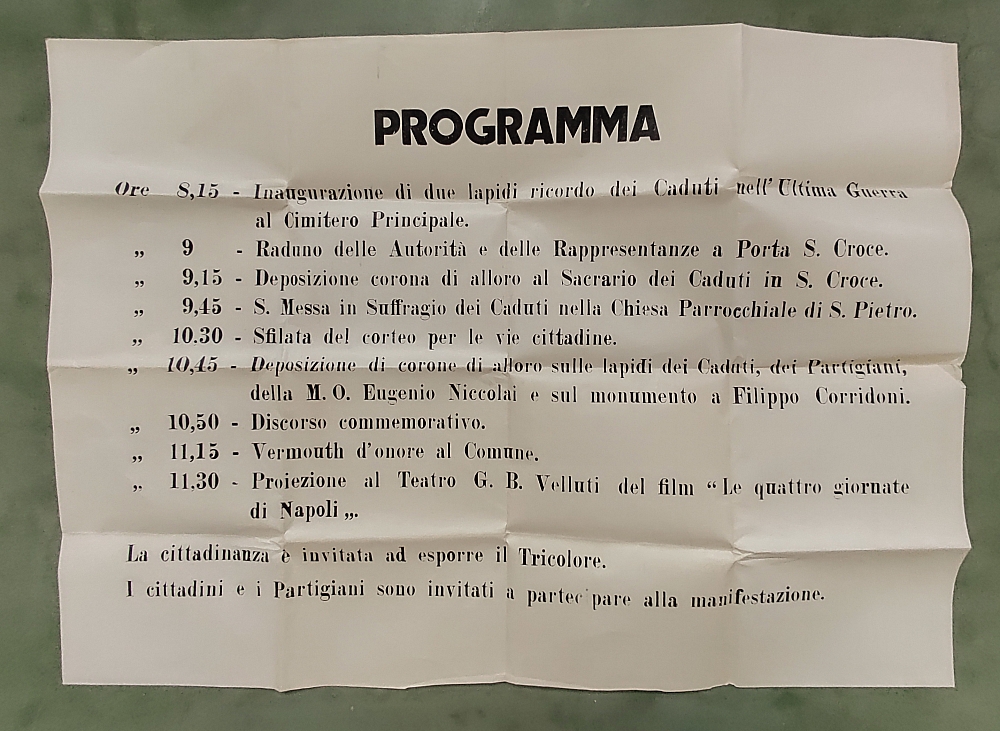 PROGRAMMA
Ore 8,15 - Inaugurazione di due lapidi ricordo dei Caduti nell'Ultima Guerra
al Cimitero Principale.
„ 9 - Raduno delle Autorità e delle Rappresentanze a Porta S. Croce.
„ 9,15 - Deposizione corona di alloro al Sacrario dei Caduti in S. Croce.
„ 9,45 - S. Messa in Suffragio dei Caduti nella Chiesa Parrocchiale di S. Pietro.
„ 10.30 - Sfilata del corteo per le vie cittadine.
„ 10,45 - Deposizione di corone di alloro sulle lapidi dei Caduti, dei Partigiani,
della M. O. Eugenio Niccolai e sul monumento a Filippo Corridoni.
„ 10,50 - Discorso commemorativo.
„ 11,15 - Vermouth d'onore al Comune.
„ 11,30 - Proiezione al Teatro G. B. Velluti del film “Le quattro giornate
di Napoli„.
La cittadinanza è invitata ad esporre il Tricolore.
I cittadini e i Partigiani sono invitati a partecipare alla manifestazione.